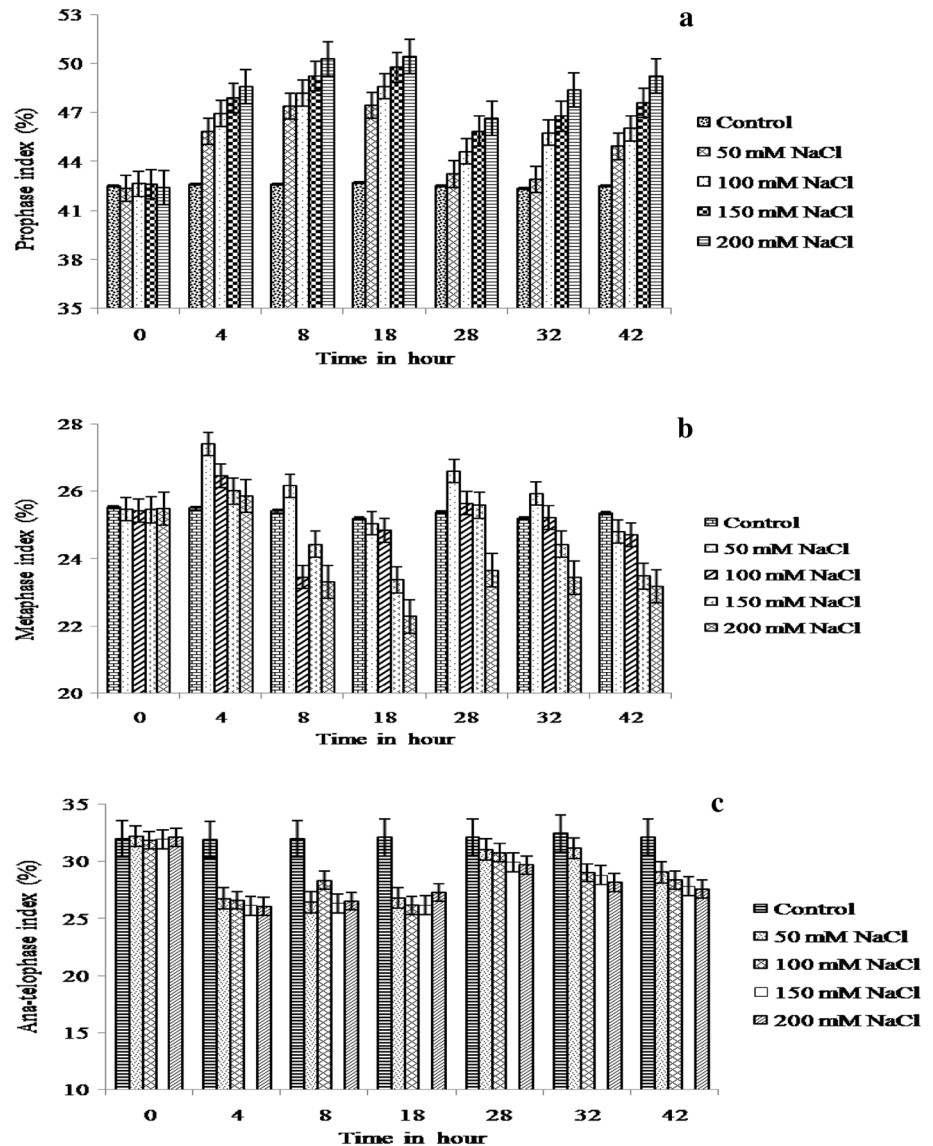 a
Prophase index (%)
53
50
47
44
41
38
35
0 4 8 18 28 32 42
Time in hour
Control
50 mM NaCl
100 mM NaCl
150 mM NaCl
200 mM NaCl
b
Metaphase index (%)
28
26
24
22
20
0 4 8 18 28 32 42
Time in hour
Control
50 mM NaCl
100 mM NaCl
150 mM NaCl
200 mM NaCl
c
Ana-telophase index (%)
35
30
25
20
15
10
0 4 8 18 28 32 42
Time in hour
Control
50 mM NaCl
100 mM NaCl
150 mM NaCl
200 mM NaCl